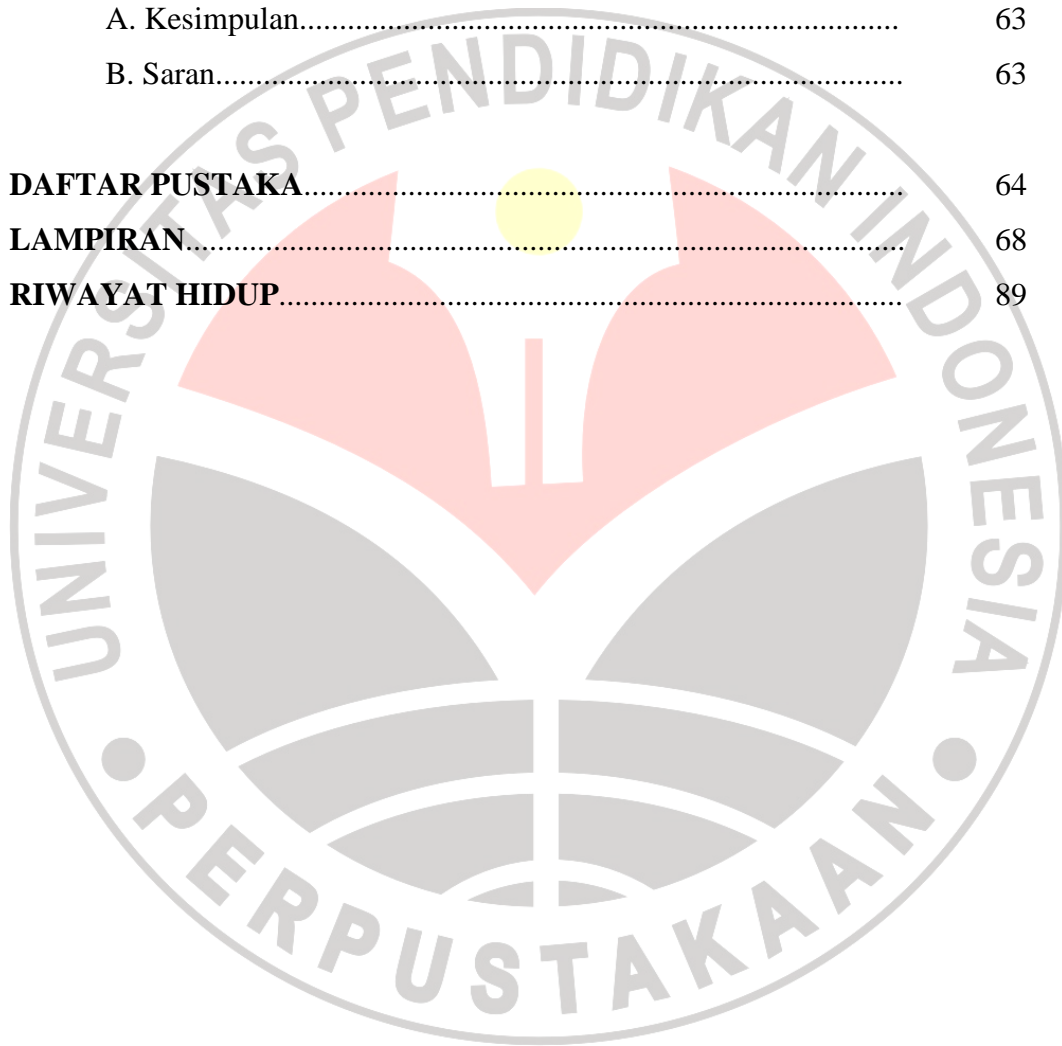 A. Kesimpulan.................................................................................... 63
B. Saran..................................................................................... 63
DAFTAR PUSTAKA.......................................................................... 64
LAMPIRAN......................................................................................... 68
RIWAYAT HIDUP............................................................................. 89
UNIVERSITAS PENDIDIKAN INDONESIA
PERPUSTAKAAN